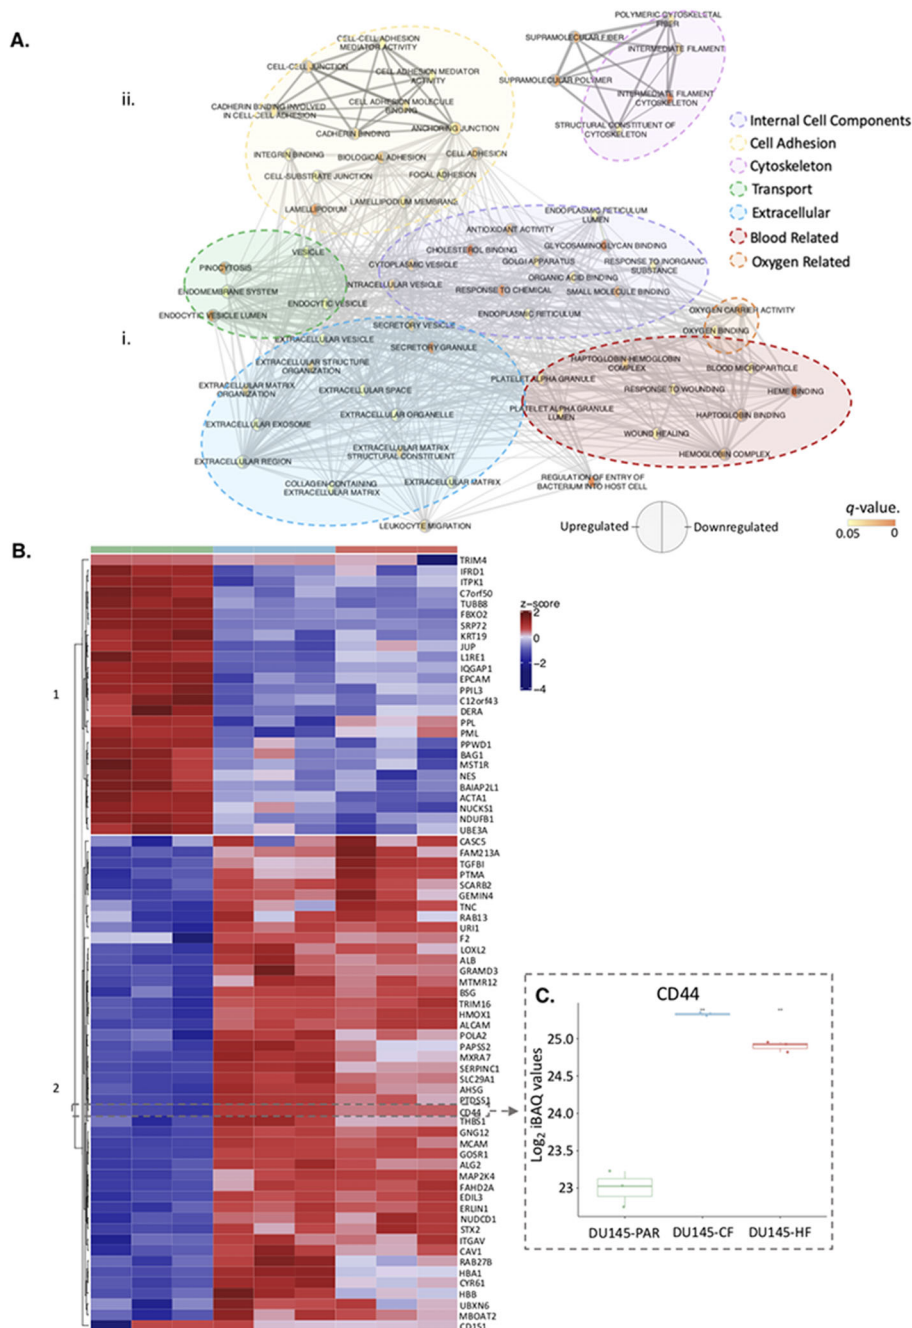 A.
POLYMERIC CYTOSKELETAL
FIBER
SUPRAMOLECULAR FIBER
INTERMEDIATE FILAMENT
SUPRAMOLECULAR POLYMER
INTERMEDIATE FILAMENT
CYTOSKELETON
STRUCTURAL CONSTITUENT OF
CYTOSKELETON
ii.
CELL-CELL ADHESION
MEDIATOR ACTIVITY
CELL-CELL JUNCTION
CELL ADHESION MEDIATOR
ACTIVITY
CADHERIN BINDING INVOLVED
IN CELL-CELL ADHESION
CELL ADHESION MOLECULE
BINDING
CADHERIN BINDING
ANCHORING JUNCTION
INTEGRIN BINDING
BIOLOGICAL ADHESION
CELL ADHESION
CELL-SUBSTRATE JUNCTION
FOCAL ADHESION
LAMELLIPODIUM
LAMELLIPODIUM MEMBRANE
Internal Cell Components
Cell Adhesion
Cytoskeleton
Transport
Extracellular
Blood Related
Oxygen Related
ENDOPLASMIC RETICULUM
LUMEN
ANTIOXIDANT ACTIVITY
CHOLESTEROL BINDING
GLYCOSAMINOGLYCAN BINDING
CYTOPLASMIC VESICLE
GOLGI APPARATUS
RESPONSE TO INORGANIC
SUBSTANCE
ORGANIC ACID BINDING
INTRACELLULAR VESICLE
RESPONSE TO CHEMICAL
SMALL MOLECULE BINDING
ENDOPLASMIC RETICULUM
VESICLE
PINOCYTOSIS
ENDOMEMBRANE SYSTEM
ENDOCYTIC VESICLE
ENDOCYTIC VESICLE LUMEN
OXYGEN CARRIER ACTIVITY
OXYGEN BINDING
i.
SECRETORY VESICLE
EXTRACELLULAR VESICLE
SECRETORY GRANULE
EXTRACELLULAR STRUCTURE
ORGANIZATION
EXTRACELLULAR MATRIX
ORGANIZATION
EXTRACELLULAR SPACE
EXTRACELLULAR ORGANELLE
EXTRACELLULAR EXOSOME
EXTRACELLULAR MATRIX
STRUCTURAL CONSTITUENT
EXTRACELLULAR REGION
COLLAGEN-CONTAINING
EXTRACELLULAR MATRIX
EXTRACELLULAR MATRIX
LEUKOCYTE MIGRATION
HAPTOGLOBIN-HEMOGLOBIN
COMPLEX
BLOOD MICROPARTICLE
PLATELET ALPHA GRANULE
RESPONSE TO WOUNDING
HEME BINDING
PLATELET ALPHA GRANULE
LUMEN
HAPTOGLOBIN BINDING
WOUND HEALING
HEMOGLOBIN COMPLEX
REGULATION OF ENTRY OF
BACTERIUM INTO HOST CELL
Upregulated
Downregulated
q-value.
0.05
0
B.
TRIM4
IFRD1
ITPK1
C7orf50
TUBB8
FBXO2
SRP72
KRT19
JUP
L1RE1
IQGAP1
EPCAM
PPIL3
C12orf43
DERA
PPL
PML
PPWD1
BAG1
MST1R
NES
BAIAP2L1
ACTA1
NUCKS1
NDUFB1
UBE3A
CASC5
FAM213A
TGFBI
PTMA
SCARB2
GEMIN4
TNC
RAB13
URI1
F2
LOXL2
ALB
GRAMD3
MTMR12
BSG
TRIM16
HMOX1
ALCAM
POLA2
PAPSS2
MXRA7
SERPINC1
SLC29A1
AHSG
PTDSS1
CD44
THBS1
GNG12
MCAM
GOSR1
ALG2
MAP2K4
FAHD2A
EDIL3
ERLIN1
NUDCD1
STX2
ITGAV
CAV1
RAB27B
HBA1
CYR61
HBB
UBXN6
MBOAT2
CD151
1
2
z-score
2
0
−2
−4
C.
CD44
Log2 iBAQ values
25.0
24.5
24.0
23.5
23
DU145-PAR
DU145-CF
DU145-HF